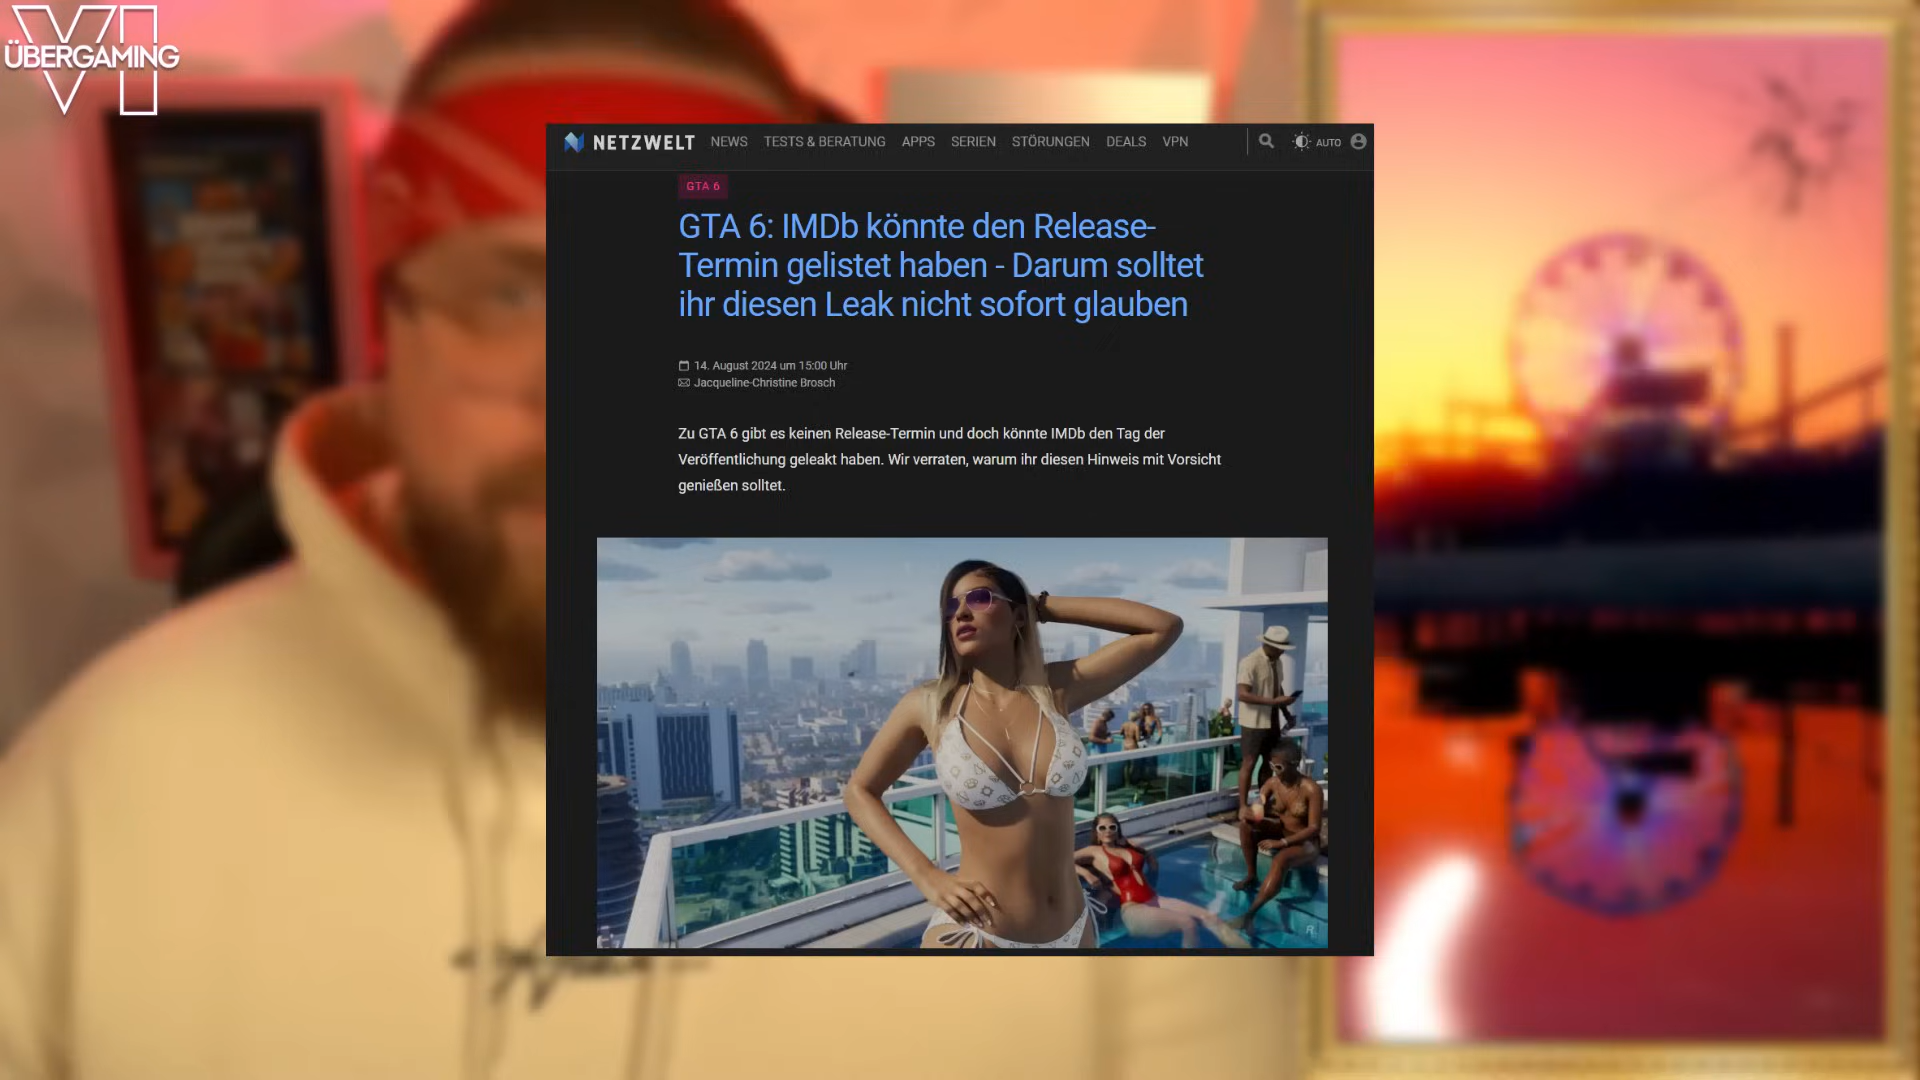 VI
ÜBERGAMING
NETZWELT NEWS TESTS & BERATUNG APPS SERIEN STÖRUNGEN DEALS VPN AUTO
GTA 6
GTA 6: IMDb könnte den Release-
Termin gelistet haben - Darum solltet
ihr diesen Leak nicht sofort glauben
14. August 2024 um 15:00 Uhr
Jacqueline-Christine Brosch
Zu GTA 6 gibt es keinen Release-Termin und doch könnte IMDb den Tag der
Veröffentlichung geleakt haben. Wir verraten, warum ihr diesen Hinweis mit Vorsicht
genießen solltet.
R